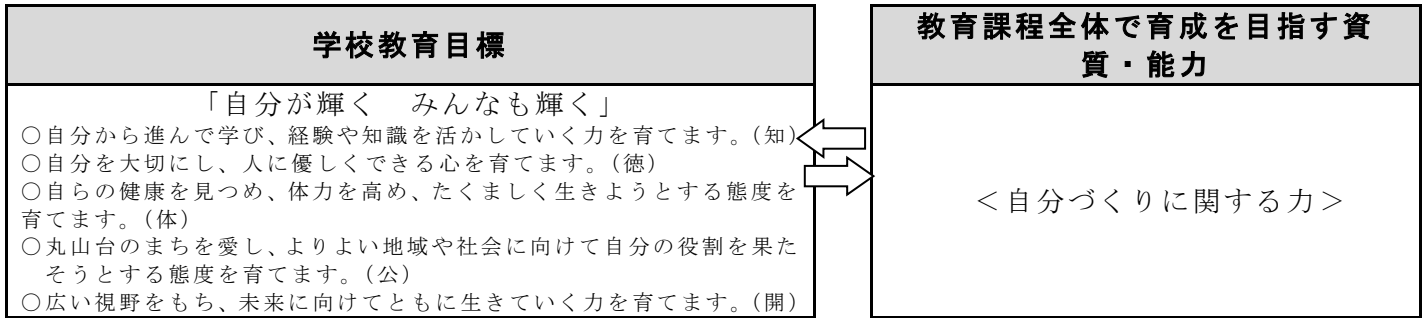 学校教育目標
「自分が輝く　みんなも輝く」
○自分から進んで学び、経験や知識を活かしていく力を育てます。(知)
○自分を大切にし、人に優しくできる心を育てます。(徳)
○自らの健康を見つめ、体力を高め、たくましく生きようとする態度を
育てます。(体)
○丸山台のまちを愛し、よりよい地域や社会に向けて自分の役割を果た
そうとする態度を育てます。(公)
○広い視野をもち、未来に向けてともに生きていく力を育てます。(開)
教育課程全体で育成を目指す資
質・能力
＜自分づくりに関する力＞